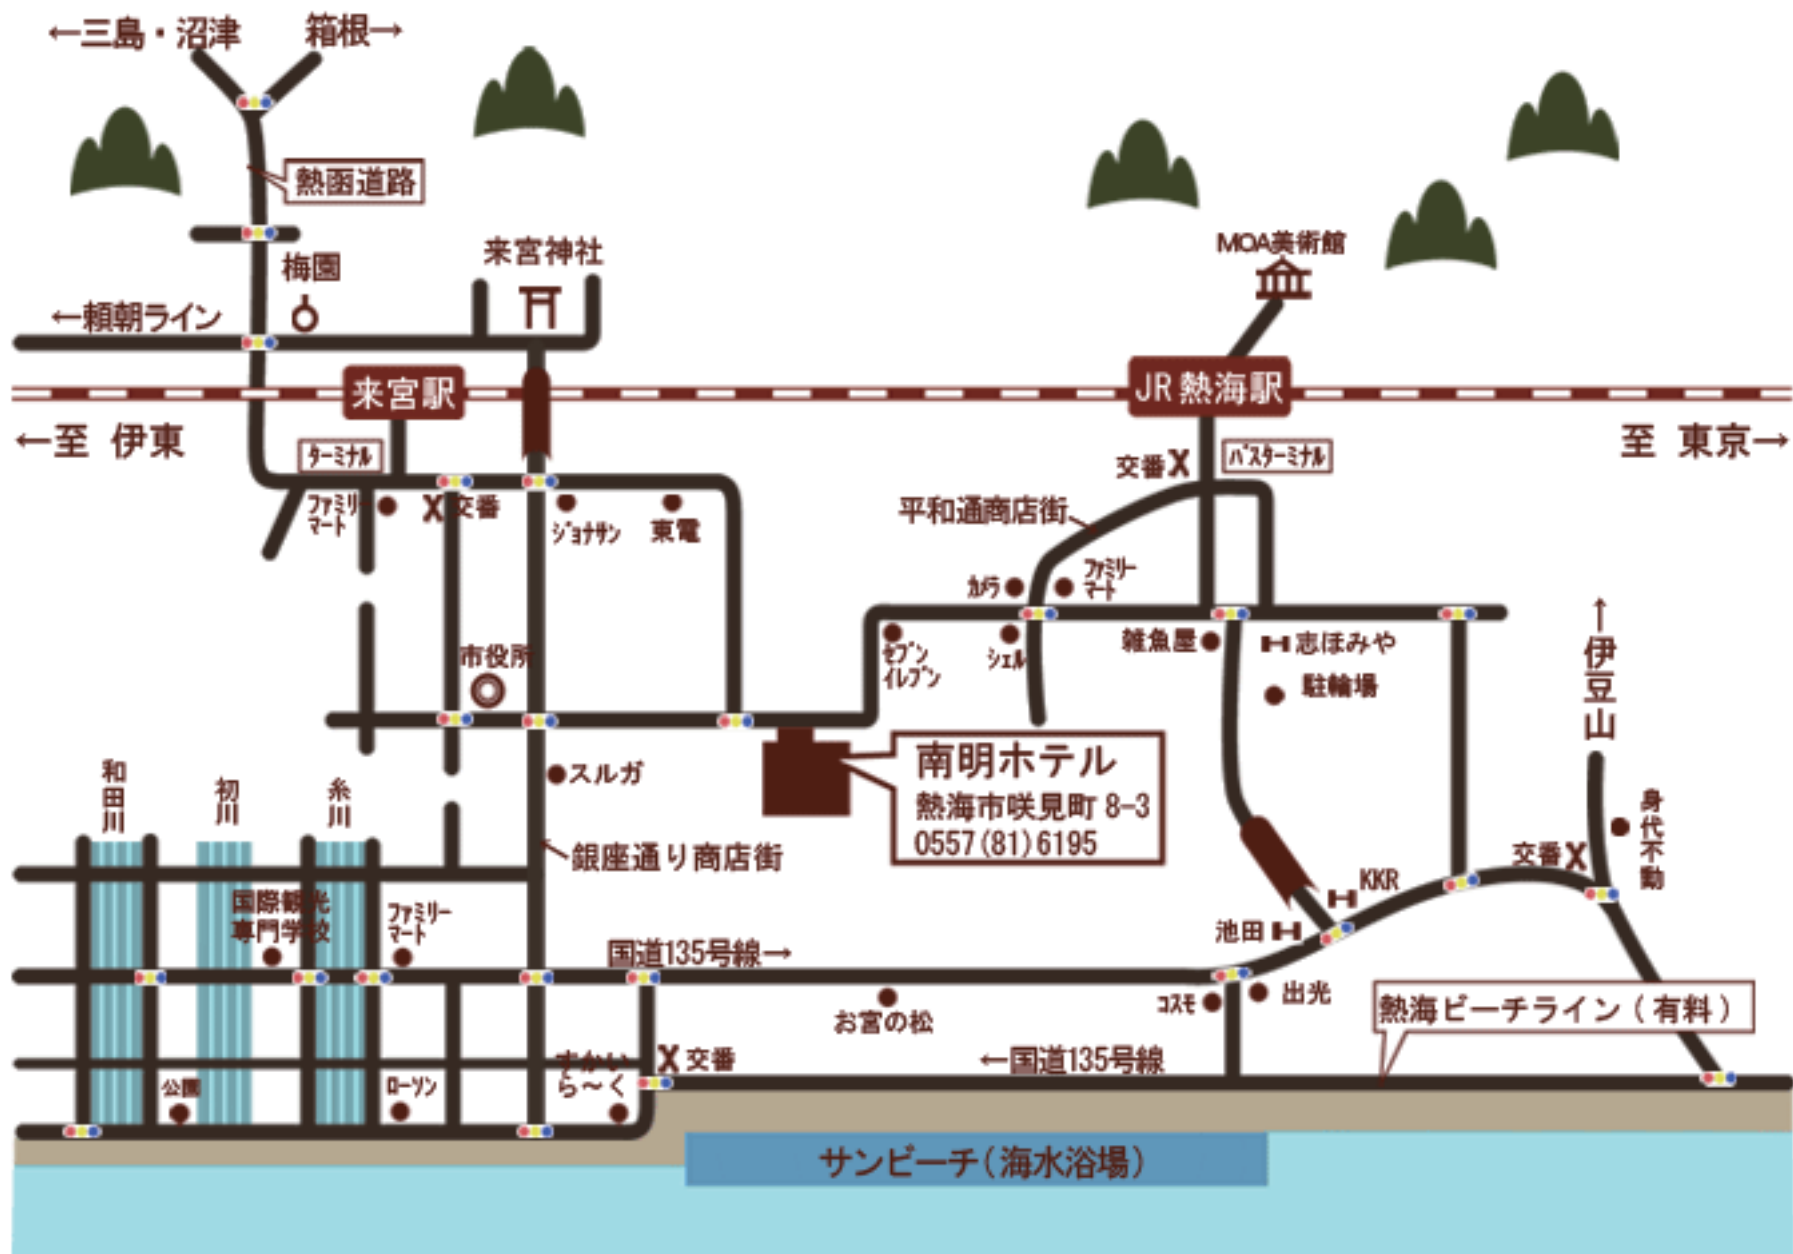 ←三島・沼津
箱根→
熱函道路
梅園
来宮神社
←頼朝ライン
MOA美術館
来宮駅
JR熱海駅
←至 伊東
至 東京→
ターミナル
交番
バスターミナル
ファミリー
マート
交番
ジョナサン
東電
平和通商店街
カメラ
ファミリー
マート
市役所
セブン
イレブン
シェル
雑魚屋
志ほみや
駐輪場
←伊豆山
南明ホテル
熱海市咲見町 8-3
0557(81)6195
和田川
初川
糸川
スルガ
銀座通り商店街
身代不動
交番
KKR
池田
国際観光
専門学校
ファミリー
マート
国道135号線→
お宮の松
コスモ
出光
熱海ビーチライン(有料)
すかい
ら～く
交番
←国道135号線
公園
ローソン
サンビーチ(海水浴場)